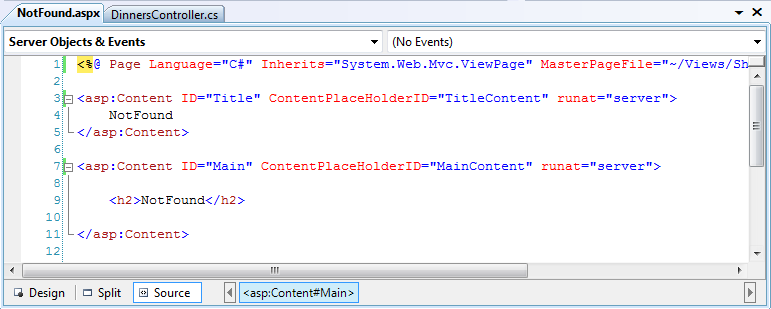 NotFound.aspx DinnersController.cs
Server Objects & Events (No Events)
1 <%@ Page Language="C#" Inherits="System.Web.Mvc.ViewPage" MasterPageFile="~/Views/Sh
2
3 <asp:Content ID="Title" ContentPlaceHolderID="TitleContent" runat="server">
4 NotFound
5 </asp:Content>
6
7 <asp:Content ID="Main" ContentPlaceHolderID="MainContent" runat="server">
8
9 <h2>NotFound</h2>
10
11 </asp:Content>
12
Design Split Source <asp:Content#Main>